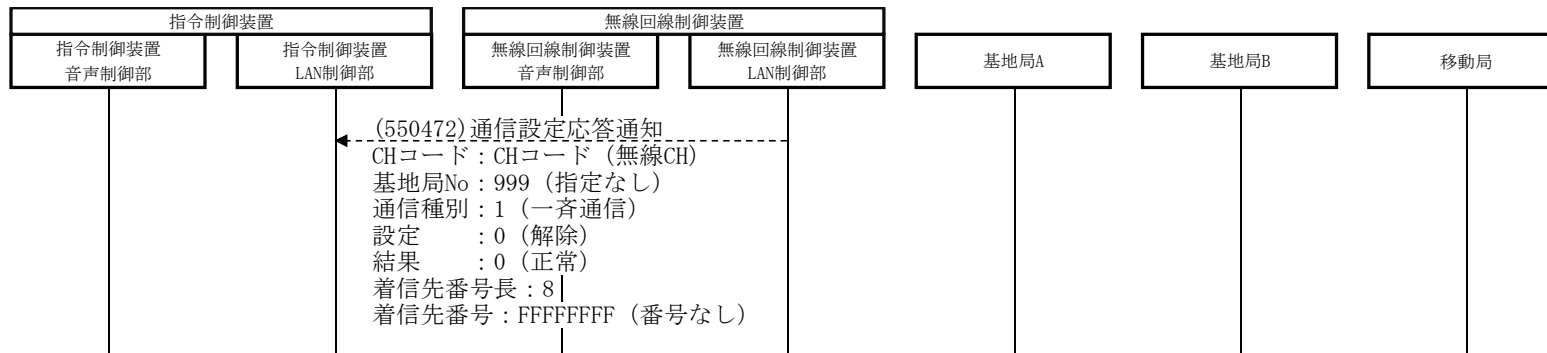 指令制御装置
無線回線制御装置
指令制御装置
音声制御部
指令制御装置
LAN制御部
無線回線制御装置
音声制御部
無線回線制御装置
LAN制御部
基地局A
基地局B
移動局
(550472)通信設定応答通知
CHコード：CHコード（無線CH）
基地局No：999（指定なし）
通信種別：1（一斉通信）
設定　　：0（解除）
結果　　：0（正常）
着信先番号長：8
着信先番号：FFFFFFFF（番号なし）